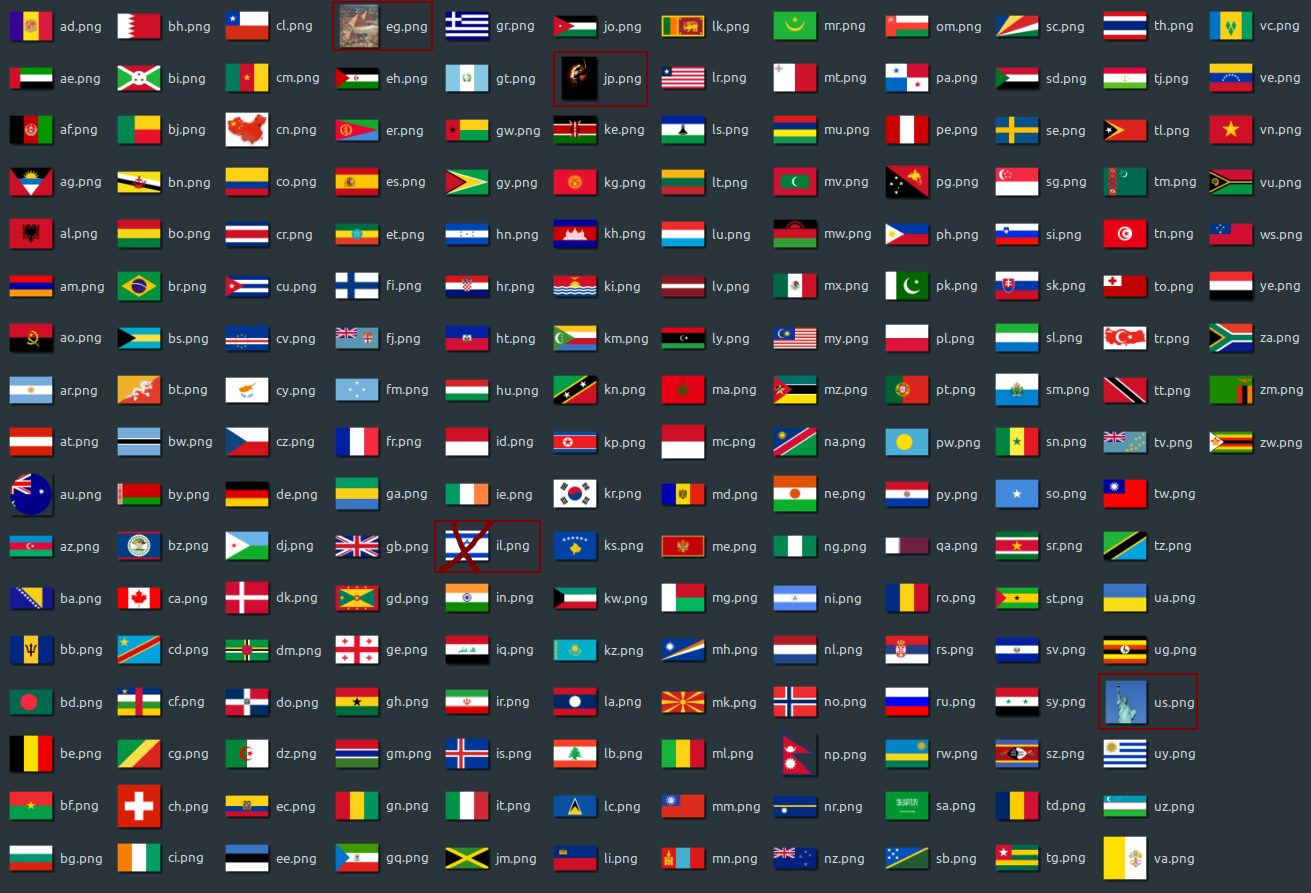 ad.png bh.png cl.png eg.png gr.png jo.png lk.png mr.png om.png sc.png th.png vc.png
ae.png bi.png cm.png eh.png gt.png jp.png lr.png mt.png pa.png sd.png tj.png ve.png
af.png bj.png cn.png er.png gw.png ke.png ls.png mu.png pe.png se.png tl.png vn.png
ag.png bn.png co.png es.png gy.png kg.png lt.png mv.png pg.png sg.png tm.png vu.png
al.png bo.png cr.png et.png hn.png kh.png lu.png mw.png ph.png si.png tn.png ws.png
am.png br.png cu.png fi.png hr.png ki.png lv.png mx.png pk.png sk.png to.png ye.png
ao.png bs.png cv.png fj.png ht.png km.png ly.png my.png pl.png sl.png tr.png za.png
ar.png bt.png cy.png fm.png hu.png kn.png ma.png mz.png pt.png sm.png tt.png zm.png
at.png bw.png cz.png fr.png id.png kp.png mc.png na.png pw.png sn.png tv.png zw.png
au.png by.png de.png ga.png ie.png kr.png md.png ne.png py.png so.png tw.png
az.png bz.png dj.png gb.png il.png ks.png me.png ng.png qa.png sr.png tz.png
ba.png ca.png dk.png gd.png in.png kw.png mg.png ni.png ro.png st.png ua.png
bb.png cd.png dm.png ge.png iq.png kz.png mh.png nl.png rs.png sv.png ug.png
bd.png cf.png do.png gh.png ir.png la.png mk.png no.png ru.png sy.png us.png
be.png cg.png dz.png gm.png is.png lb.png ml.png np.png rw.png sz.png uy.png
bf.png ch.png ec.png gn.png it.png lc.png mm.png nr.png sa.png td.png uz.png
bg.png ci.png ee.png gq.png jm.png li.png mn.png nz.png sb.png tg.png va.png